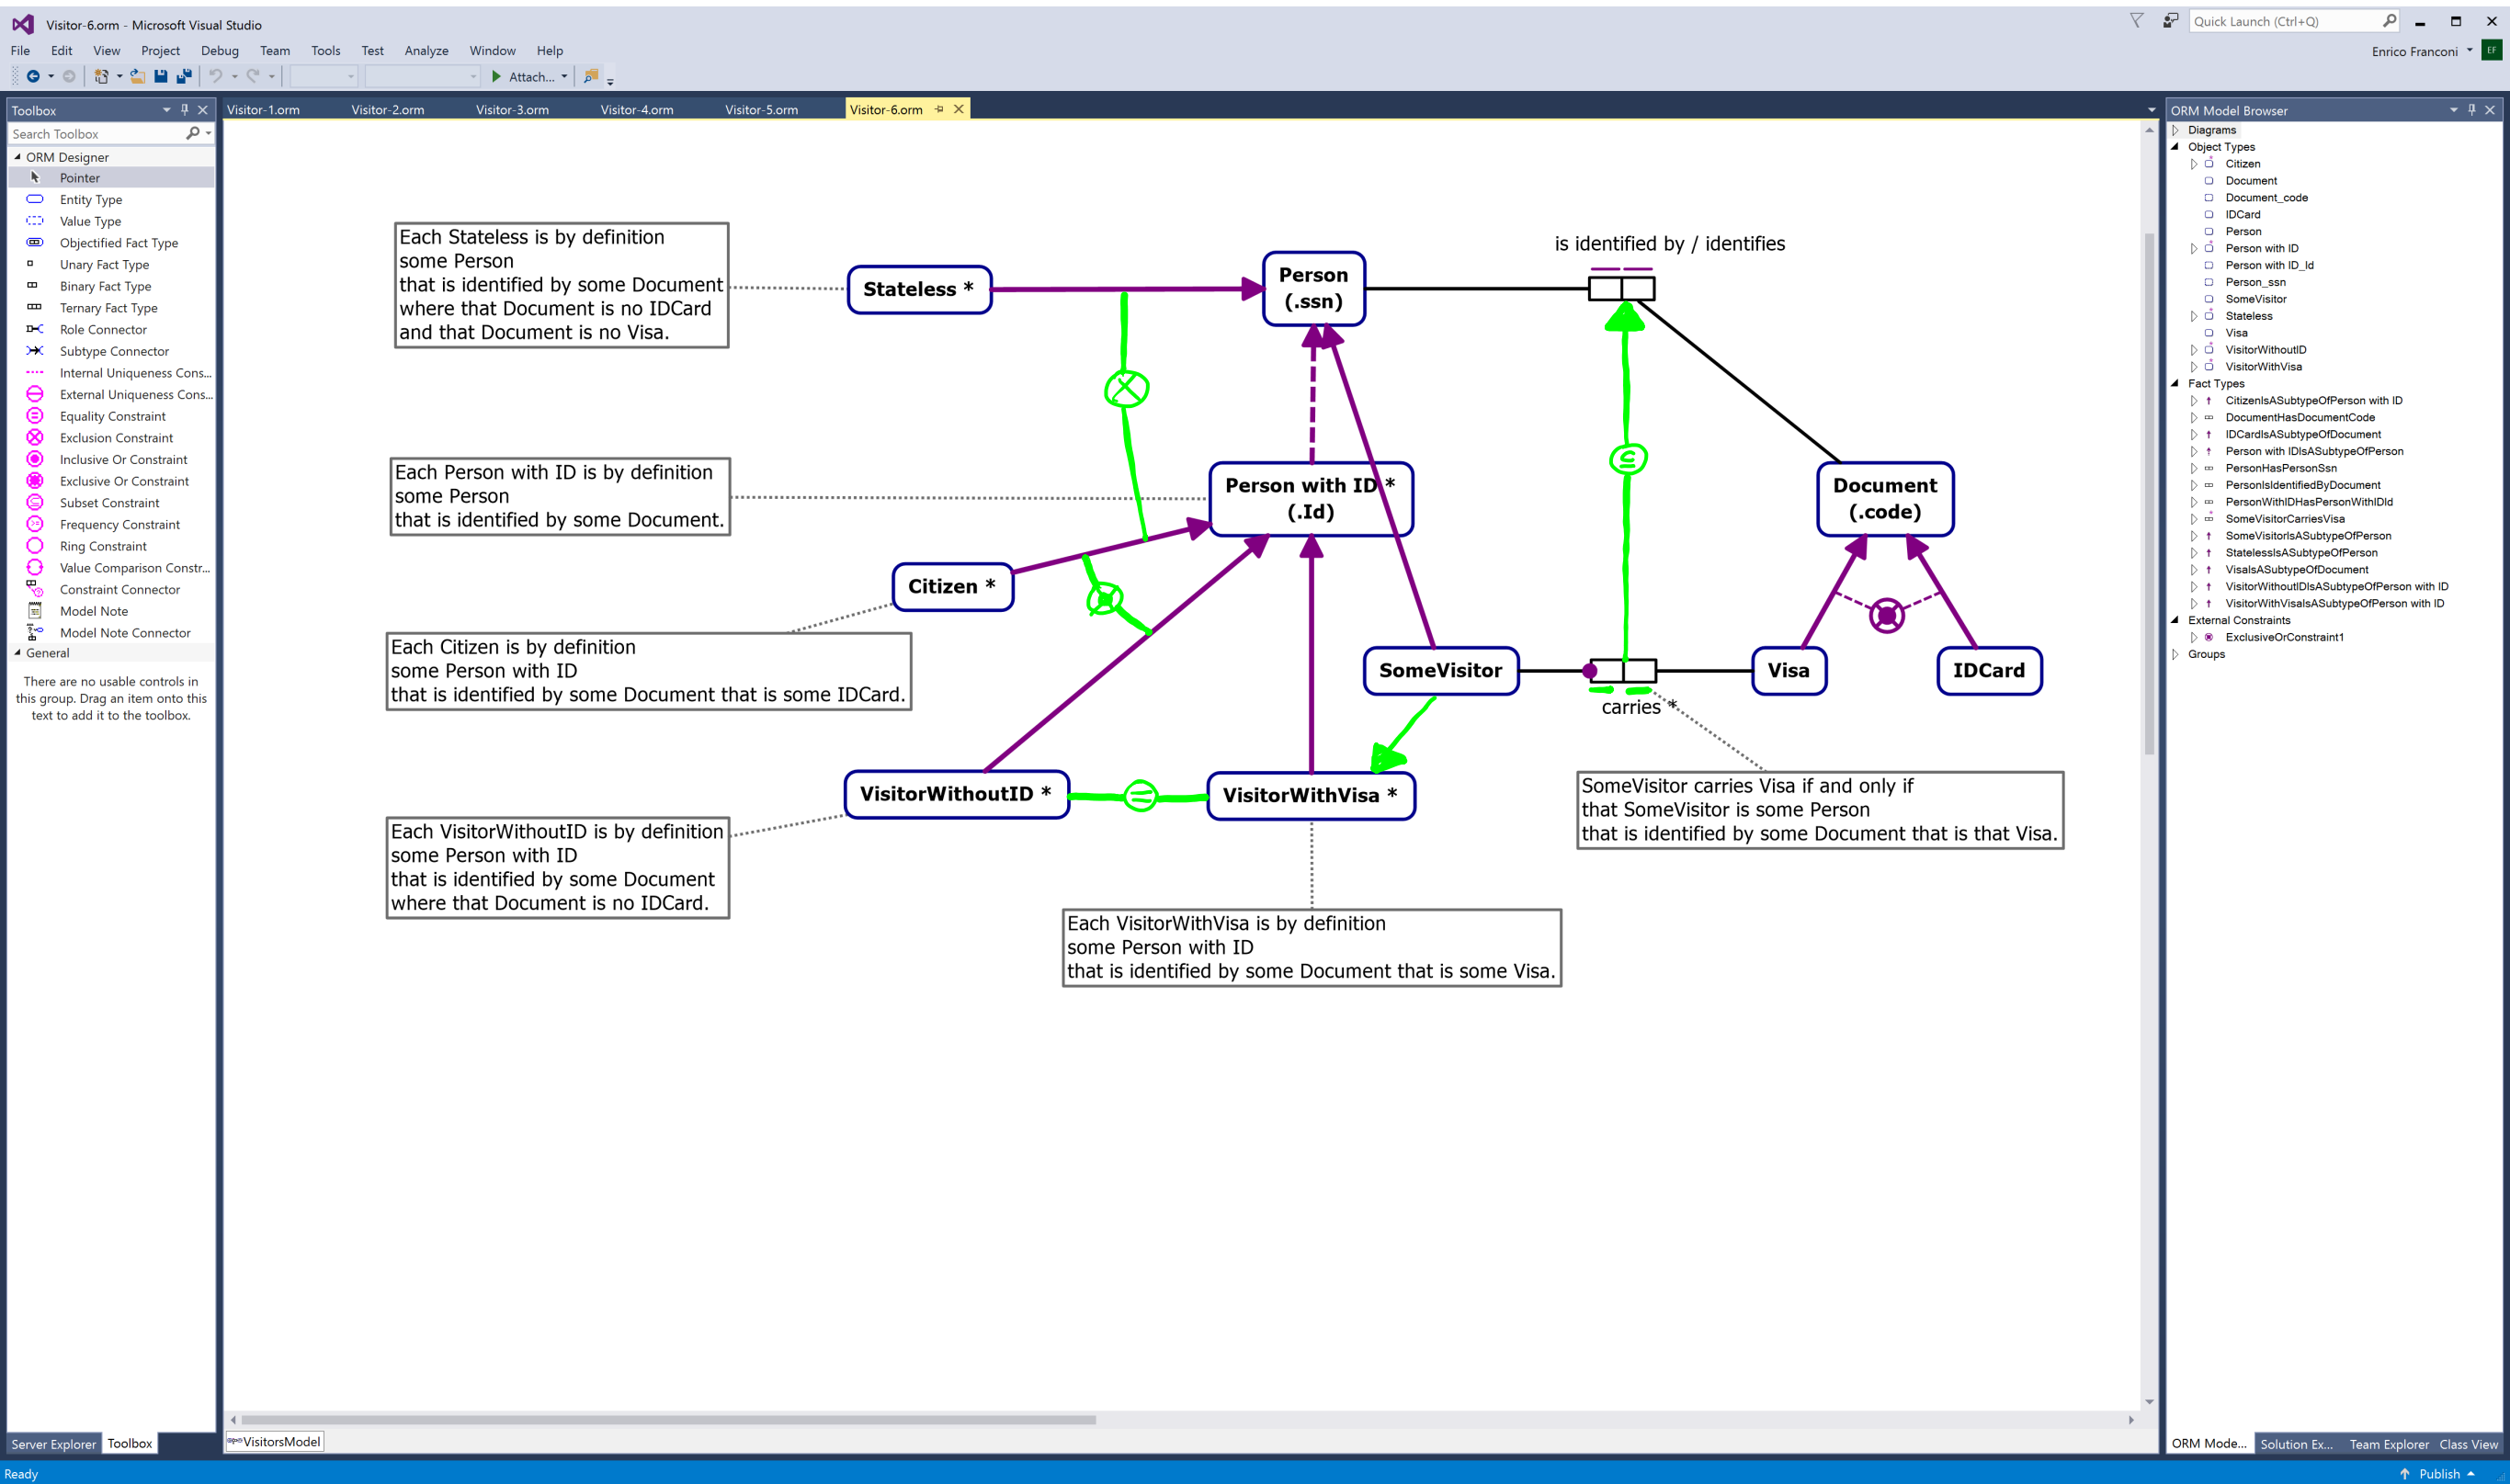 Visitor-6.orm - Microsoft Visual Studio
Quick Launch (Ctrl+Q)
File Edit View Project Debug Team Tools Test Analyze Window Help
Enrico Franconi
EF
Attach...
Toolbox
Search Toolbox
ORM Designer
Pointer
Entity Type
Value Type
Objectified Fact Type
Unary Fact Type
Binary Fact Type
Ternary Fact Type
Role Connector
Subtype Connector
Internal Uniqueness Cons...
External Uniqueness Cons...
Equality Constraint
Exclusion Constraint
Inclusive Or Constraint
Exclusive Or Constraint
Subset Constraint
Frequency Constraint
Ring Constraint
Value Comparison Constr...
Constraint Connector
Model Note
Model Note Connector
General
There are no usable controls in
this group. Drag an item onto this
text to add it to the toolbox.
Server Explorer Toolbox
Visitor-1.orm Visitor-2.orm Visitor-3.orm Visitor-4.orm Visitor-5.orm Visitor-6.orm
Each Stateless is by definition
some Person
that is identified by some Document
where that Document is no IDCard
and that Document is no Visa.
Stateless *
Person
(.ssn)
is identified by / identifies
Each Person with ID is by definition
some Person
that is identified by some Document.
Person with ID *
(.Id)
Document
(.code)
Citizen *
Each Citizen is by definition
some Person with ID
that is identified by some Document that is some IDCard.
SomeVisitor
carries *
Visa
IDCard
VisitorWithoutID *
VisitorWithVisa *
Each VisitorWithoutID is by definition
some Person with ID
that is identified by some Document
where that Document is no IDCard.
SomeVisitor carries Visa if and only if
that SomeVisitor is some Person
that is identified by some Document that is that Visa.
Each VisitorWithVisa is by definition
some Person with ID
that is identified by some Document that is some Visa.
VisitorsModel
ORM Model Browser
Diagrams
Object Types
Citizen
Document
Document_code
IDCard
Person
Person with ID
Person with ID_Id
Person_ssn
SomeVisitor
Stateless
Visa
VisitorWithoutID
VisitorWithVisa
Fact Types
CitizenIsASubtypeOfPerson with ID
DocumentHasDocumentCode
IDCardIsASubtypeOfDocument
Person with IDIsASubtypeOfPerson
PersonHasPersonSsn
PersonIsIdentifiedByDocument
PersonWithIDHasPersonWithIDId
SomeVisitorCarriesVisa
SomeVisitorIsASubtypeOfPerson
StatelessIsASubtypeOfPerson
VisaIsASubtypeOfDocument
VisitorWithoutIDIsASubtypeOfPerson with ID
VisitorWithVisaIsASubtypeOfPerson with ID
External Constraints
ExclusiveOrConstraint1
Groups
ORM Mode... Solution Ex... Team Explorer Class View
Ready
Publish